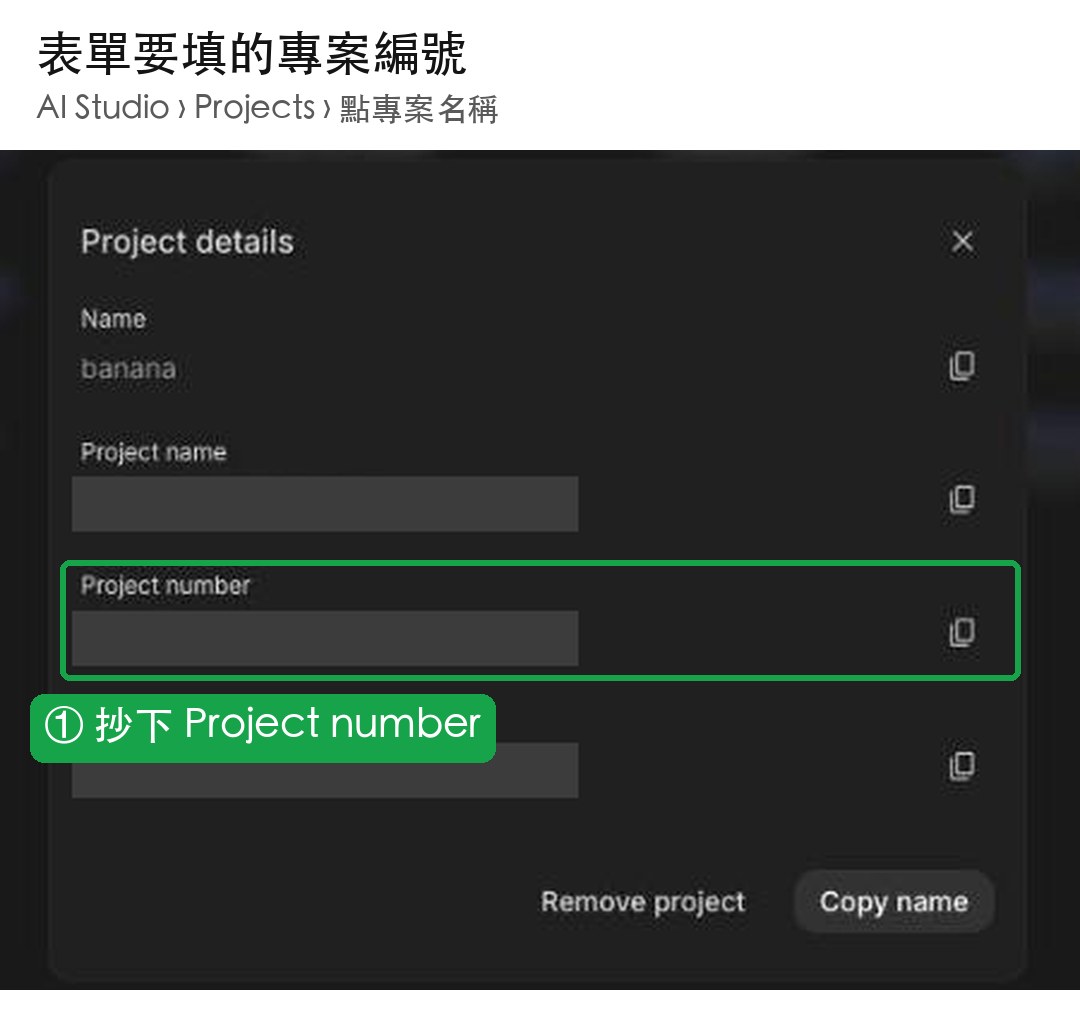 表單要填的專案編號
AI Studio › Projects › 點專案名稱
Project details
Name
banana
Project name
Project number
① 抄下 Project number
Remove project
Copy name